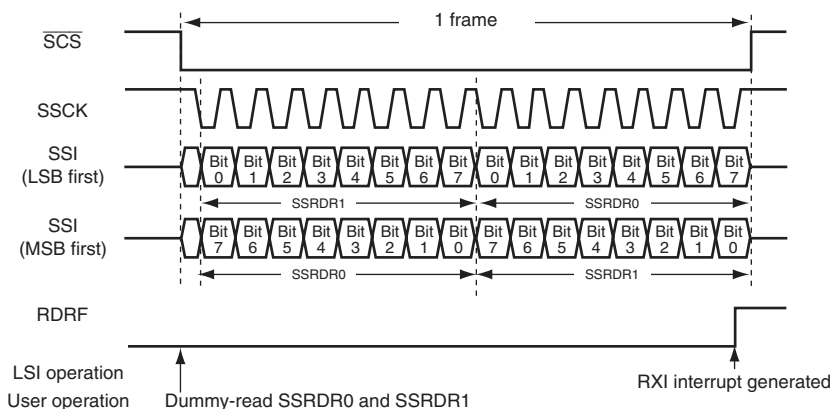 1 frame
SCS
SSCK
SSI
(LSB first)
Bit 0 Bit 1 Bit 2 Bit 3 Bit 4 Bit 5 Bit 6 Bit 7 Bit 0 Bit 1 Bit 2 Bit 3 Bit 4 Bit 5 Bit 6 Bit 7
SSRDR1 SSRDR0
SSI
(MSB first)
Bit 7 Bit 6 Bit 5 Bit 4 Bit 3 Bit 2 Bit 1 Bit 0 Bit 7 Bit 6 Bit 5 Bit 4 Bit 3 Bit 2 Bit 1 Bit 0
SSRDR0 SSRDR1
RDRF
LSI operation
RXI interrupt generated
User operation
Dummy-read SSRDR0 and SSRDR1